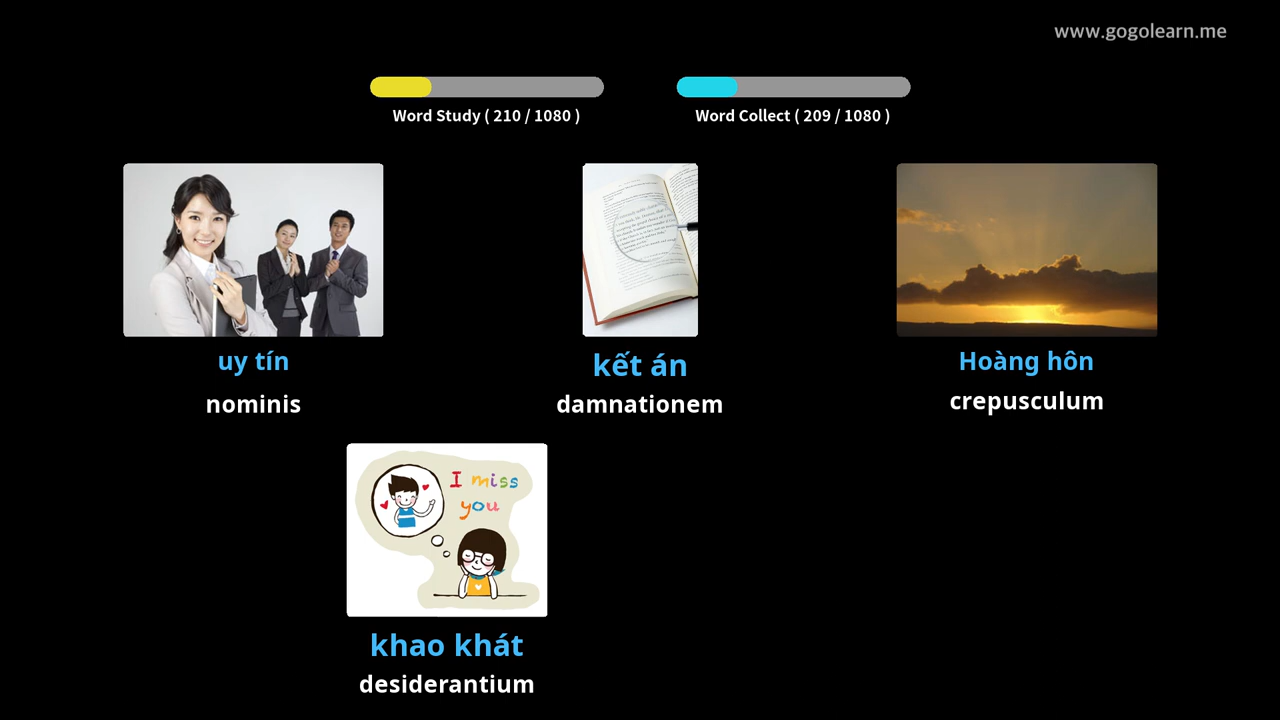 www.gogolearn.me
Word Study ( 210 / 1080 )
Word Collect ( 209 / 1080 )
uy tín
nominis
kết án
damnationem
Hoàng hôn
crepusculum
I miss
you
khao khát
desiderantium